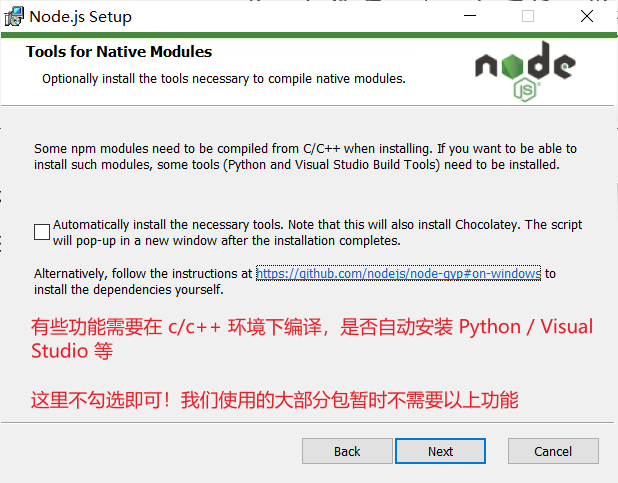 Node.js Setup
Tools for Native Modules
Optionally install the tools necessary to compile native modules.
node
JS
Some npm modules need to be compiled from C/C++ when installing. If you want to be able to
install such modules, some tools (Python and Visual Studio Build Tools) need to be installed.
Automatically install the necessary tools. Note that this will also install Chocolatey. The script
will pop-up in a new window after the installation completes.
Alternatively, follow the instructions at https://github.com/nodejs/node-gyp#on-windows to
install the dependencies yourself.
有些功能需要在 c/c++ 环境下编译，是否自动安装 Python / Visual
Studio 等
这里不勾选即可！我们使用的大部分包暂时不需要以上功能
Back
Next
Cancel